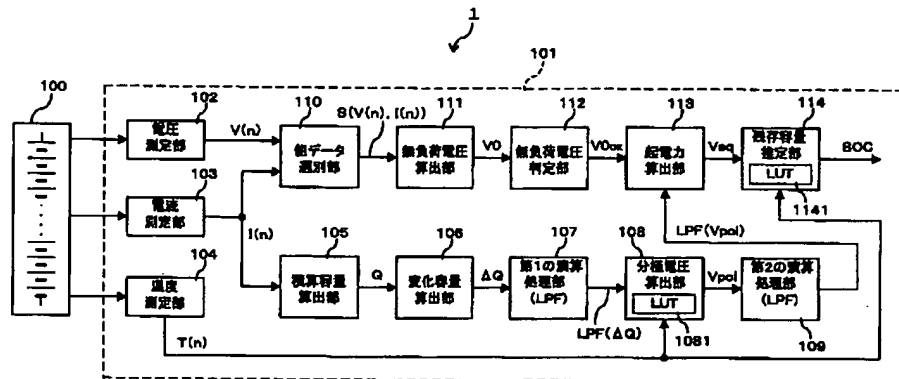 1
100
101
102
電圧
測定部
V(n)
110
組データ
選別部
S(V(n), I(n))
111
無負荷電圧
算出部
V0
112
無負荷電圧
判定部
V0ok
113
起電力
算出部
Veq
114
残存容量
推定部
LUT
1141
SOC
103
電流
測定部
I(n)
LPF(Vpol)
104
温度
測定部
T(n)
105
積算容量
算出部
Q
106
変化容量
算出部
ΔQ
107
第1の演算
処理部
(LPF)
LPF(ΔQ)
108
分極電圧
算出部
LUT
1081
Vpol
第2の演算
処理部
(LPF)
109